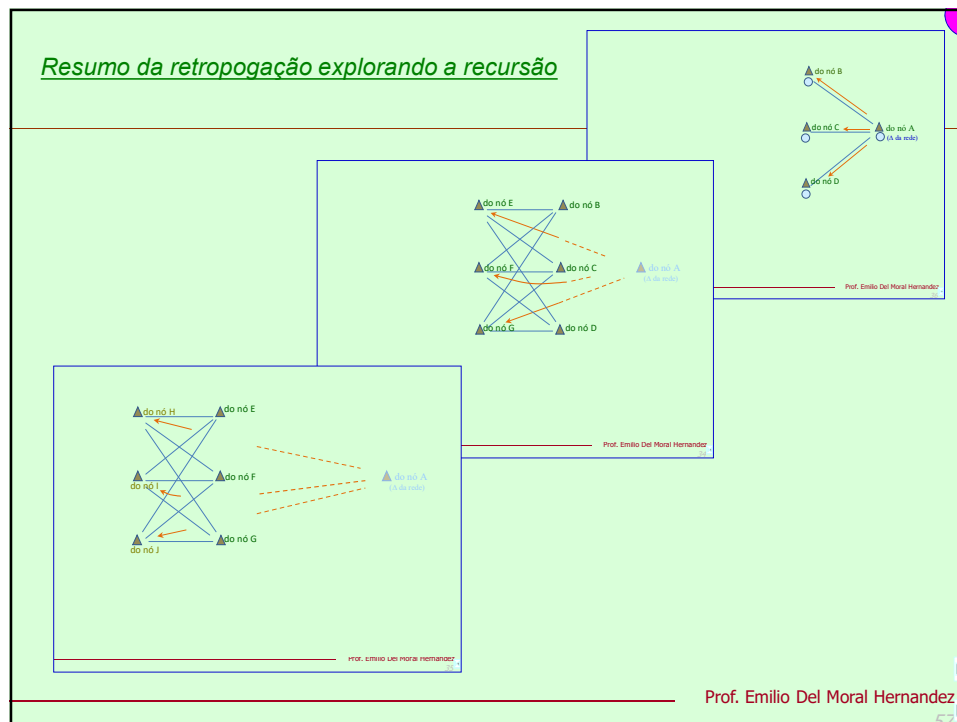 Resumo da retropogação explorando a recursão
do nó B
do nó C
do nó A
(Δ da rede)
do nó D
Prof. Emilio Del Moral Hernandez
do nó E
do nó B
do nó F
do nó C
do nó A
(Δ da rede)
do nó G
do nó D
Prof. Emilio Del Moral Hernandez
24
do nó H
do nó E
do nó F
do nó A
(Δ da rede)
do nó I
do nó G
do nó J
Prof. Emilio Del Moral Hernandez
Prof. Emilio Del Moral Hernandez
57